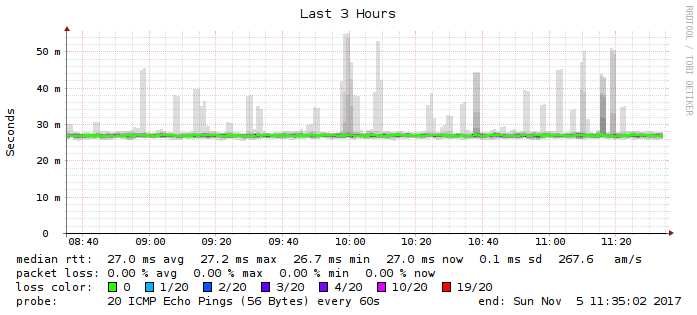 Last 3 Hours
RRDTOOL / TOBI OETIKER
Seconds
50 m
40 m
30 m
20 m
10 m
0
08:40 09:00 09:20 09:40 10:00 10:20 10:40 11:00 11:20
median rtt: 27.0 ms avg 27.2 ms max 26.7 ms min 27.0 ms now 0.1 ms sd 267.6 am/s
packet loss: 0.00 % avg 0.00 % max 0.00 % min 0.00 % now
loss color: 0 1/20 2/20 3/20 4/20 10/20 19/20
probe: 20 ICMP Echo Pings (56 Bytes) every 60s end: Sun Nov 5 11:35:02 2017